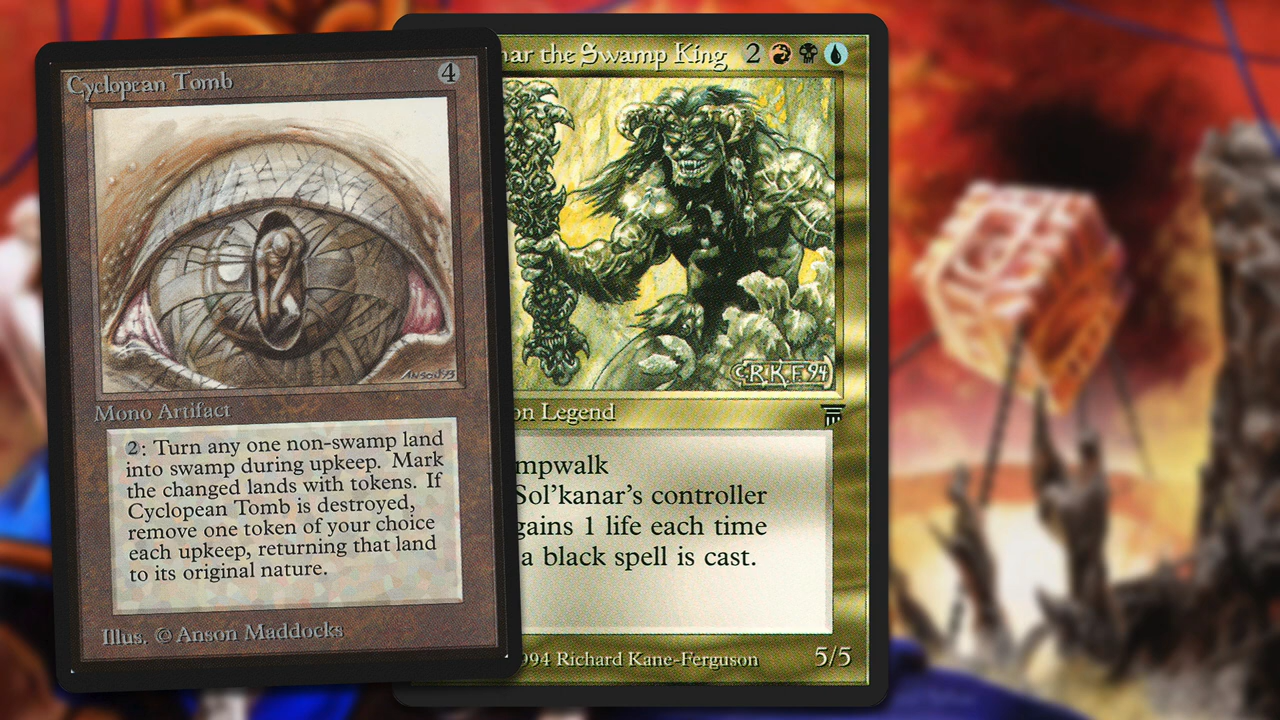 Cyclopean Tomb 4
ANSON93
Mono Artifact
2: Turn any one non-swamp land
into swamp during upkeep. Mark
the changed lands with tokens. If
Cyclopean Tomb is destroyed,
remove one token of your choice
each upkeep, returning that land
to its original nature.
Illus. © Anson Maddocks
nar the Swamp King 2
©R.K.F. 94
on Legend
mpwalk
Sol'kanar's controller
gains 1 life each time
a black spell is cast.
994 Richard Kane-Ferguson 5/5